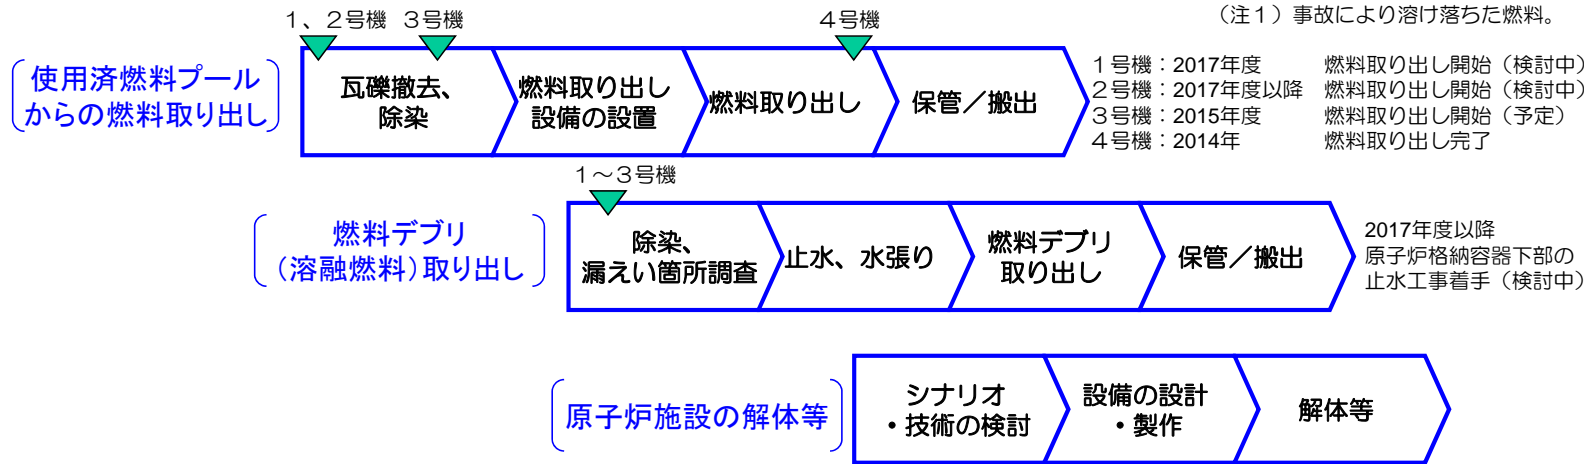 （注１）事故により溶け落ちた燃料。
１、２号機
３号機
４号機
使用済燃料プール
からの燃料取り出し
瓦礫撤去、
除染
燃料取り出し
設備の設置
燃料取り出し
保管／搬出
１号機：2017年度 燃料取り出し開始（検討中）
２号機：2017年度以降 燃料取り出し開始（検討中）
３号機：2015年度 燃料取り出し開始（予定）
４号機：2014年 燃料取り出し完了
１～３号機
燃料デブリ
（溶融燃料）取り出し
除染、
漏えい箇所調査
止水、水張り
燃料デブリ
取り出し
保管／搬出
2017年度以降
原子炉格納容器下部の
止水工事着手（検討中）
原子炉施設の解体等
シナリオ
・技術の検討
設備の設計
・製作
解体等